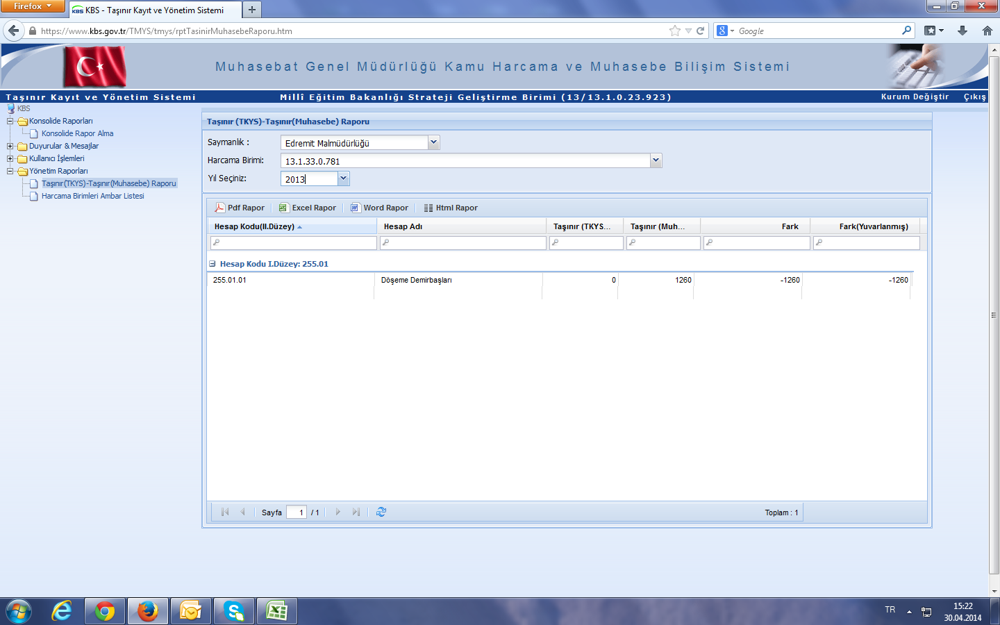 Firefox
KBS - Taşınır Kayıt ve Yönetim Sistemi
https://www.kbs.gov.tr/TMYS/tmys/rptTasinirMuhasebeRaporu.htm
Google
Muhasebat Genel Müdürlüğü Kamu Harcama ve Muhasebe Bilişim Sistemi
Taşınır Kayıt ve Yönetim Sistemi
Millî Eğitim Bakanlığı Strateji Geliştirme Birimi (13/13.1.0.23.923)
Kurum Değiştir Çıkış
KBS
Konsolide Raporları
Konsolide Rapor Alma
Duyurular & Mesajlar
Kullanıcı İşlemleri
Yönetim Raporları
Taşınır(TKYS)-Taşınır(Muhasebe) Raporu
Harcama Birimleri Ambar Listesi
Taşınır (TKYS)-Taşınır(Muhasebe) Raporu
Saymanlık : Edremit Malmüdürlüğü
Harcama Birimi: 13.1.33.0.781
Yıl Seçiniz: 2013
Pdf Rapor Excel Rapor Word Rapor Html Rapor
Hesap Kodu(II.Düzey) Hesap Adı Taşınır (TKYS... Taşınır (Muh... Fark Fark(Yuvarlanmış)
Hesap Kodu I.Düzey: 255.01
255.01.01 Döşeme Demirbaşları 0 1260 -1260 -1260
Sayfa 1 / 1 Toplam : 1
TR
15:22
30.04.2014